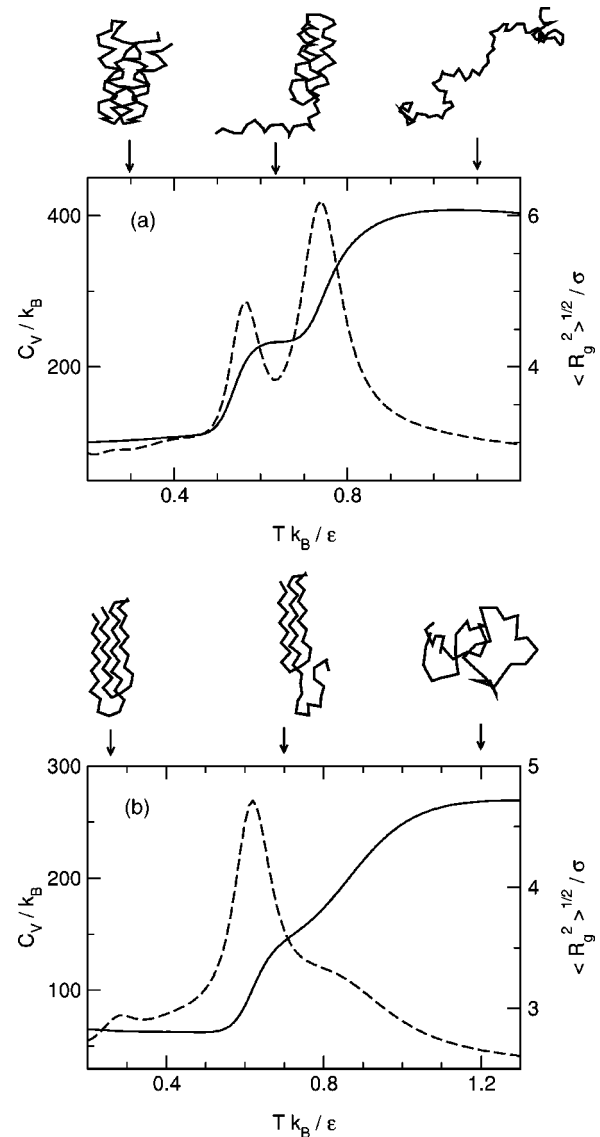 (a)
400
200
6
4
C_V / k_B
< R_g^2 >^1/2 / σ
0.4
0.8
T k_B / ε
(b)
300
200
100
5
4
3
C_V / k_B
< R_g^2 >^1/2 / σ
0.4
0.8
1.2
T k_B / ε